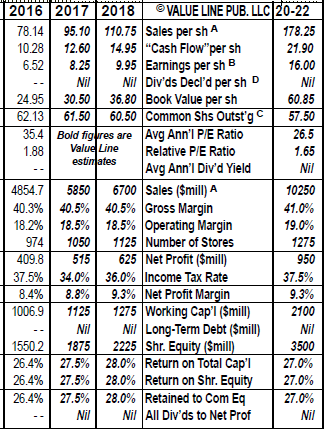 2016 2017 2018 © VALUE LINE PUB. LLC 20-22
78.14 95.10 110.75 Sales per sh A 178.25
10.28 12.60 14.95 “Cash Flow” per sh 21.90
6.52 8.25 9.95 Earnings per sh B 16.00
-- Nil Nil Div’ds Decl’d per sh D Nil
24.95 30.50 36.80 Book Value per sh 60.85
62.13 61.50 60.50 Common Shs Outst’g C 57.50
35.4 Bold figures are Avg Ann’l P/E Ratio 26.5
1.88 Value Line Relative P/E Ratio 1.65
-- estimates Avg Ann’l Div’d Yield Nil
4854.7 5850 6700 Sales ($mill) A 10250
40.3% 40.5% 40.5% Gross Margin 41.0%
18.2% 18.5% 18.5% Operating Margin 19.0%
974 1050 1125 Number of Stores 1275
409.8 515 625 Net Profit ($mill) 950
37.5% 34.0% 36.0% Income Tax Rate 37.5%
8.4% 8.8% 9.3% Net Profit Margin 9.3%
1006.9 1125 1275 Working Cap’l ($mill) 2100
-- Nil Nil Long-Term Debt ($mill) Nil
1550.2 1875 2225 Shr. Equity ($mill) 3500
26.4% 27.5% 28.0% Return on Total Cap’l 27.0%
26.4% 27.5% 28.0% Return on Shr. Equity 27.0%
26.4% 27.5% 28.0% Retained to Com Eq 27.0%
-- Nil Nil All Div’ds to Net Prof Nil